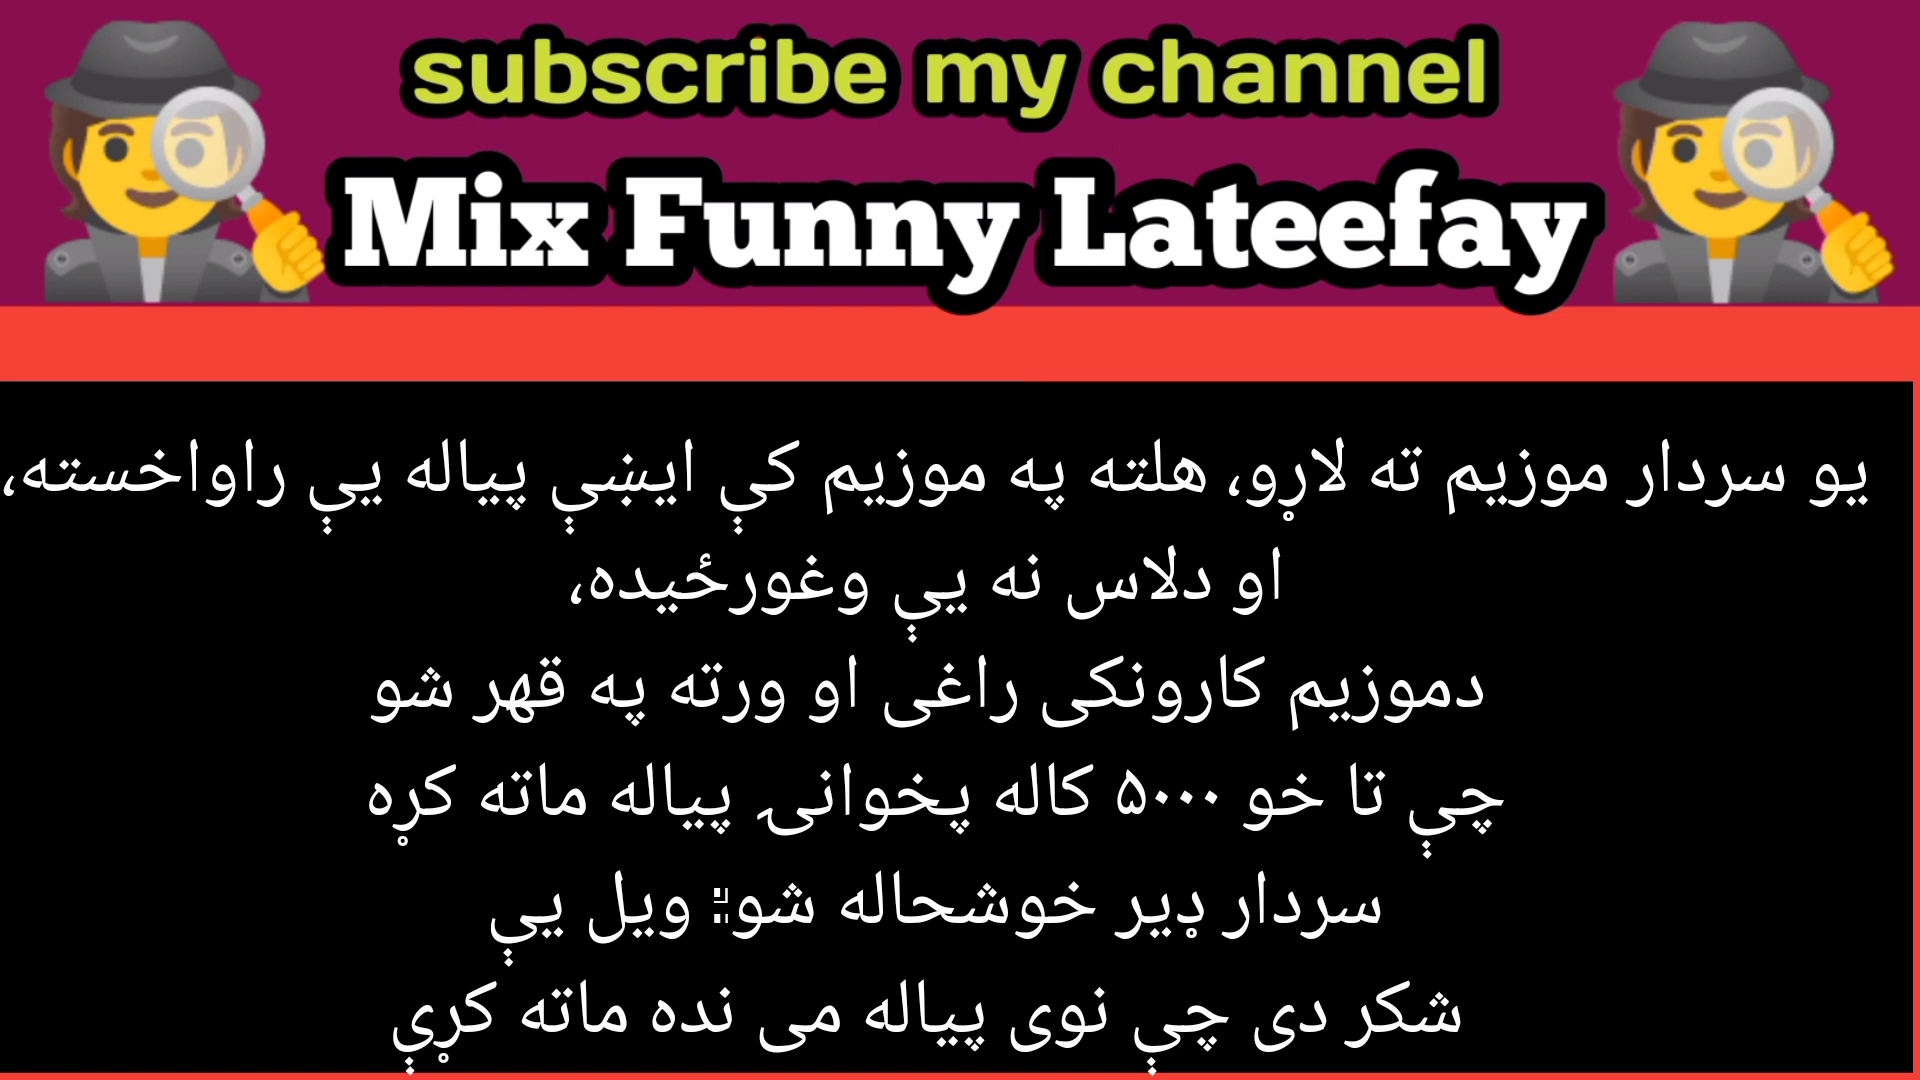 subscribe my channel
Mix Funny Lateefay
يو سردار موزيم ته لاړو، هلته په موزيم کې ايښې پياله يې راواخسته،
او دلاس نه يې وغورځيده،
دموزيم کارونکی راغی او ورته په قهر شو
چې تا خو ۵۰۰۰ کاله پخوانۍ پياله ماته کړه
سردار ډير خوشحاله شو؛ ويل يې
شکر دی چې نوی پياله می نده ماته کړې